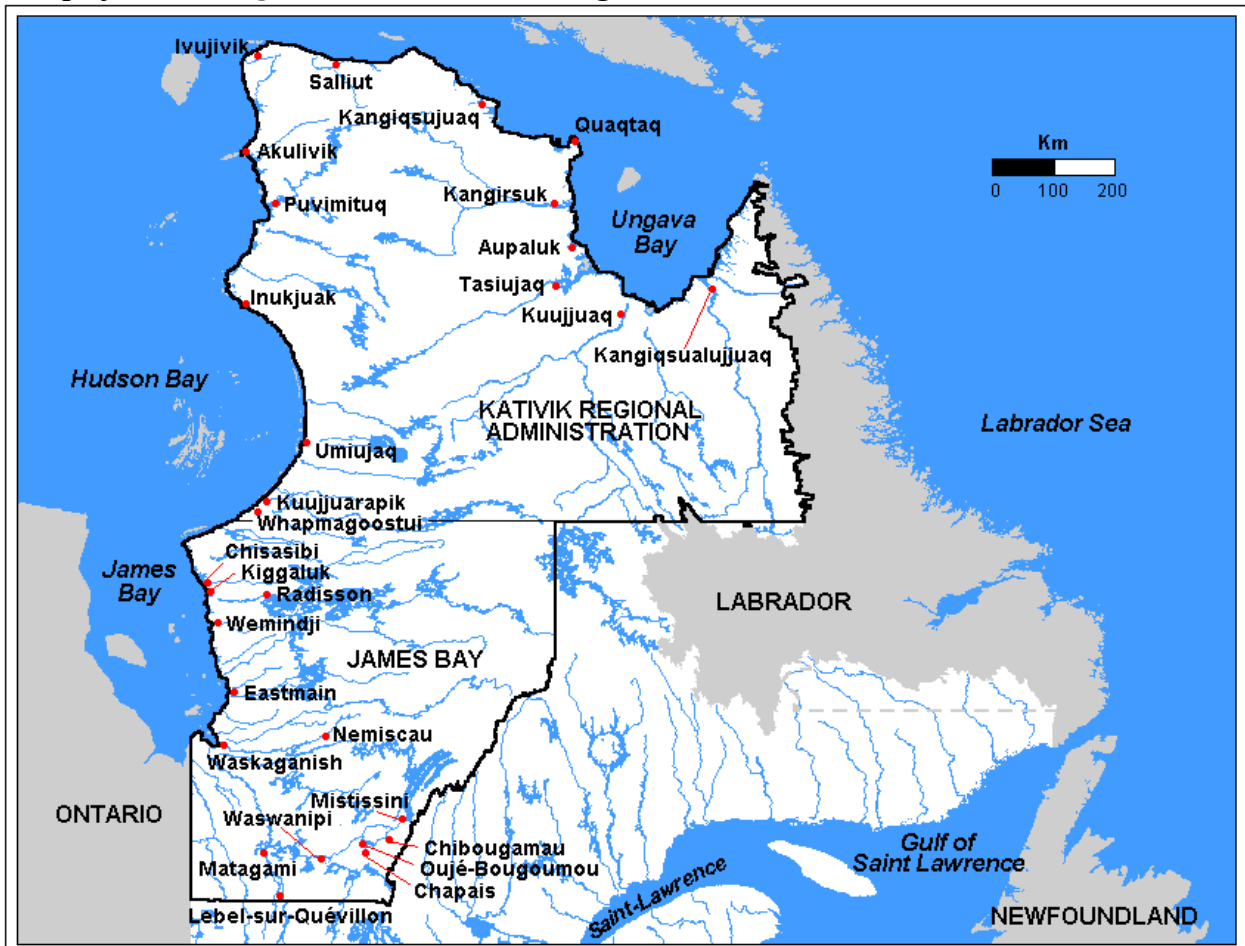 Ivujivik
Salliut
Kangiqsujuaq
Quaqtaq
Km
0 100 200
Akulivik
Puvimituq
Kangirsuk
Ungava
Bay
Aupaluk
Tasiujaq
Inukjuak
Kuujjuaq
Kangiqsualujjuaq
Hudson Bay
KATIVIK REGIONAL
ADMINISTRATION
Labrador Sea
Umiujaq
Kuujjuarapik
Whapmagoostui
Chisasibi
James
Bay
Kiggaluk
Radisson
LABRADOR
Wemindji
JAMES BAY
Eastmain
Nemiscau
Waskaganish
Mistissini
ONTARIO
Waswanipi
Chibougamau
Gulf of
Saint Lawrence
Matagami
Oujé-Bougoumou
Chapais
Saint-Lawrence
Lebel-sur-Quévillon
NEWFOUNDLAND